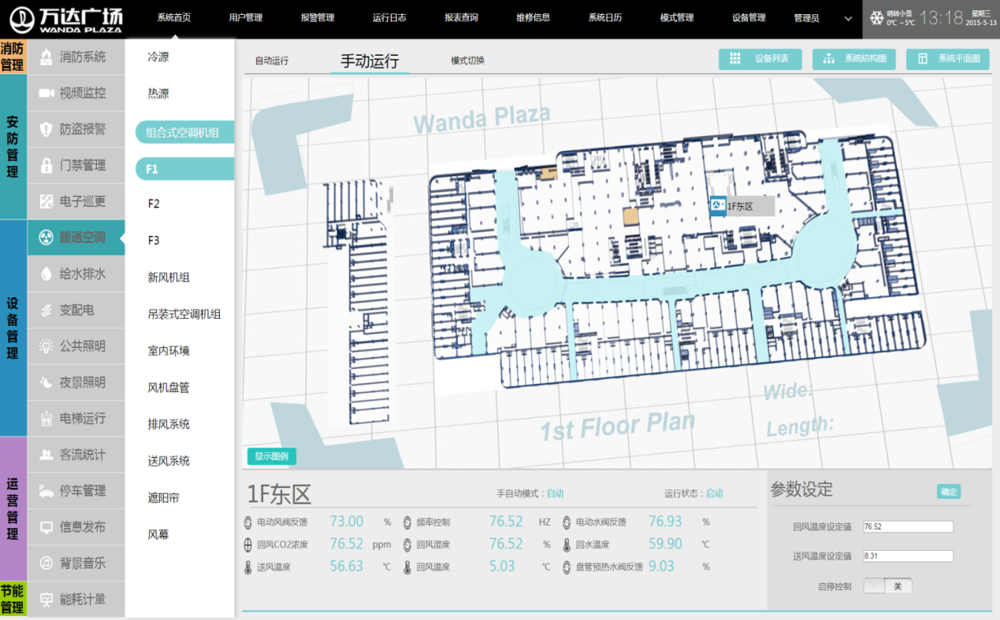 万达广场
WANDA PLAZA
系统首页 用户管理 报警管理 运行日志 报表查询 维修信息 系统日历 模式管理 设备管理 管理员
晴转小雪
0℃ ~5℃
13:18
星期三
2015-5-13
消防管理
安防管理
设备管理
运营管理
节能管理
消防系统
视频监控
防盗报警
门禁管理
电子巡更
暖通空调
给水排水
变配电
公共照明
夜景照明
电梯运行
客流统计
停车管理
信息发布
背景音乐
能耗计量
冷源
热源
组合式空调机组
F1
F2
F3
新风机组
吊装式空调机组
室内环境
风机盘管
排风系统
送风系统
遮阳帘
风幕
自动运行 手动运行 模式切换
设备列表 系统结构图 系统平面图
Wanda Plaza
1F东区
Wide:
1st Floor Plan
Length:
显示图例
1F东区
手自动模式：自动
运行状态：启动
电动风阀反馈 73.00 % 频率控制 76.52 HZ 电动水阀反馈 76.93 %
回风CO2浓度 76.52 ppm 回风湿度 76.52 % 回水温度 59.90 ℃
送风温度 56.63 ℃ 回风温度 5.03 ℃ 盘管预热水阀反馈 9.03 %
参数设定
确定
回风温度设定值 76.52
送风温度设定值 8.31
启停控制 关